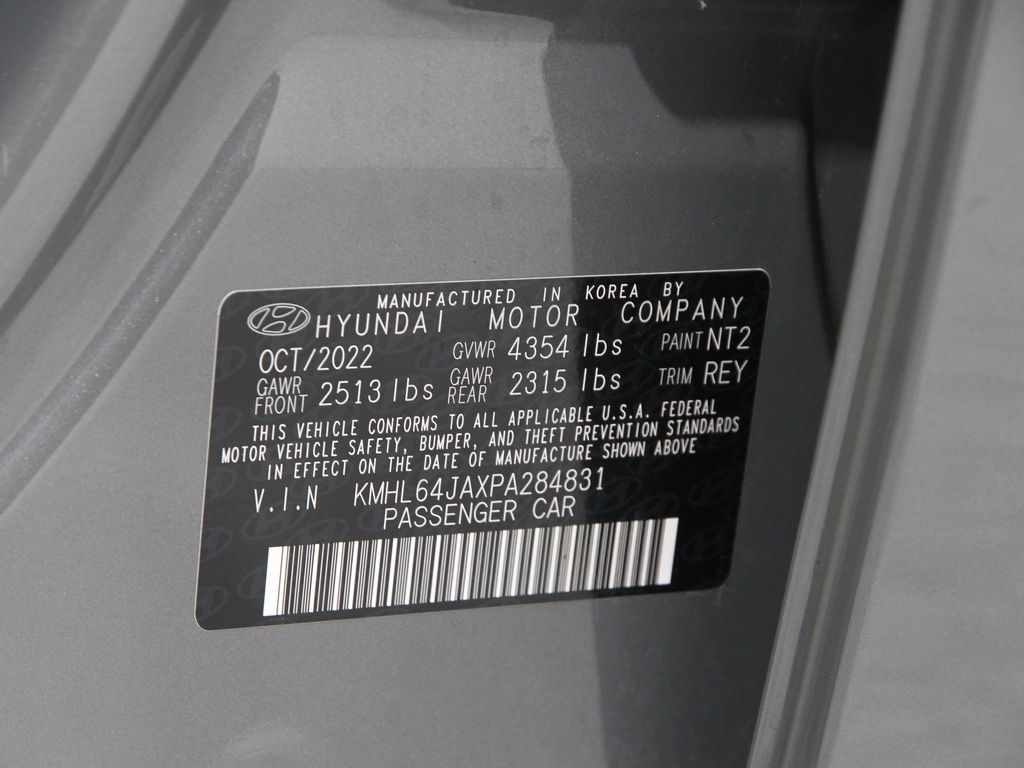 MANUFACTURED IN KOREA BY
HYUNDAI MOTOR COMPANY
OCT/2022 GVWR 4354 lbs PAINT NT2
GAWR FRONT 2513 lbs GAWR REAR 2315 lbs TRIM REY
THIS VEHICLE CONFORMS TO ALL APPLICABLE U.S.A. FEDERAL
MOTOR VEHICLE SAFETY, BUMPER, AND THEFT PREVENTION STANDARDS
IN EFFECT ON THE DATE OF MANUFACTURE SHOWN ABOVE
V.I.N KMHL64JAXPA284831
PASSENGER CAR